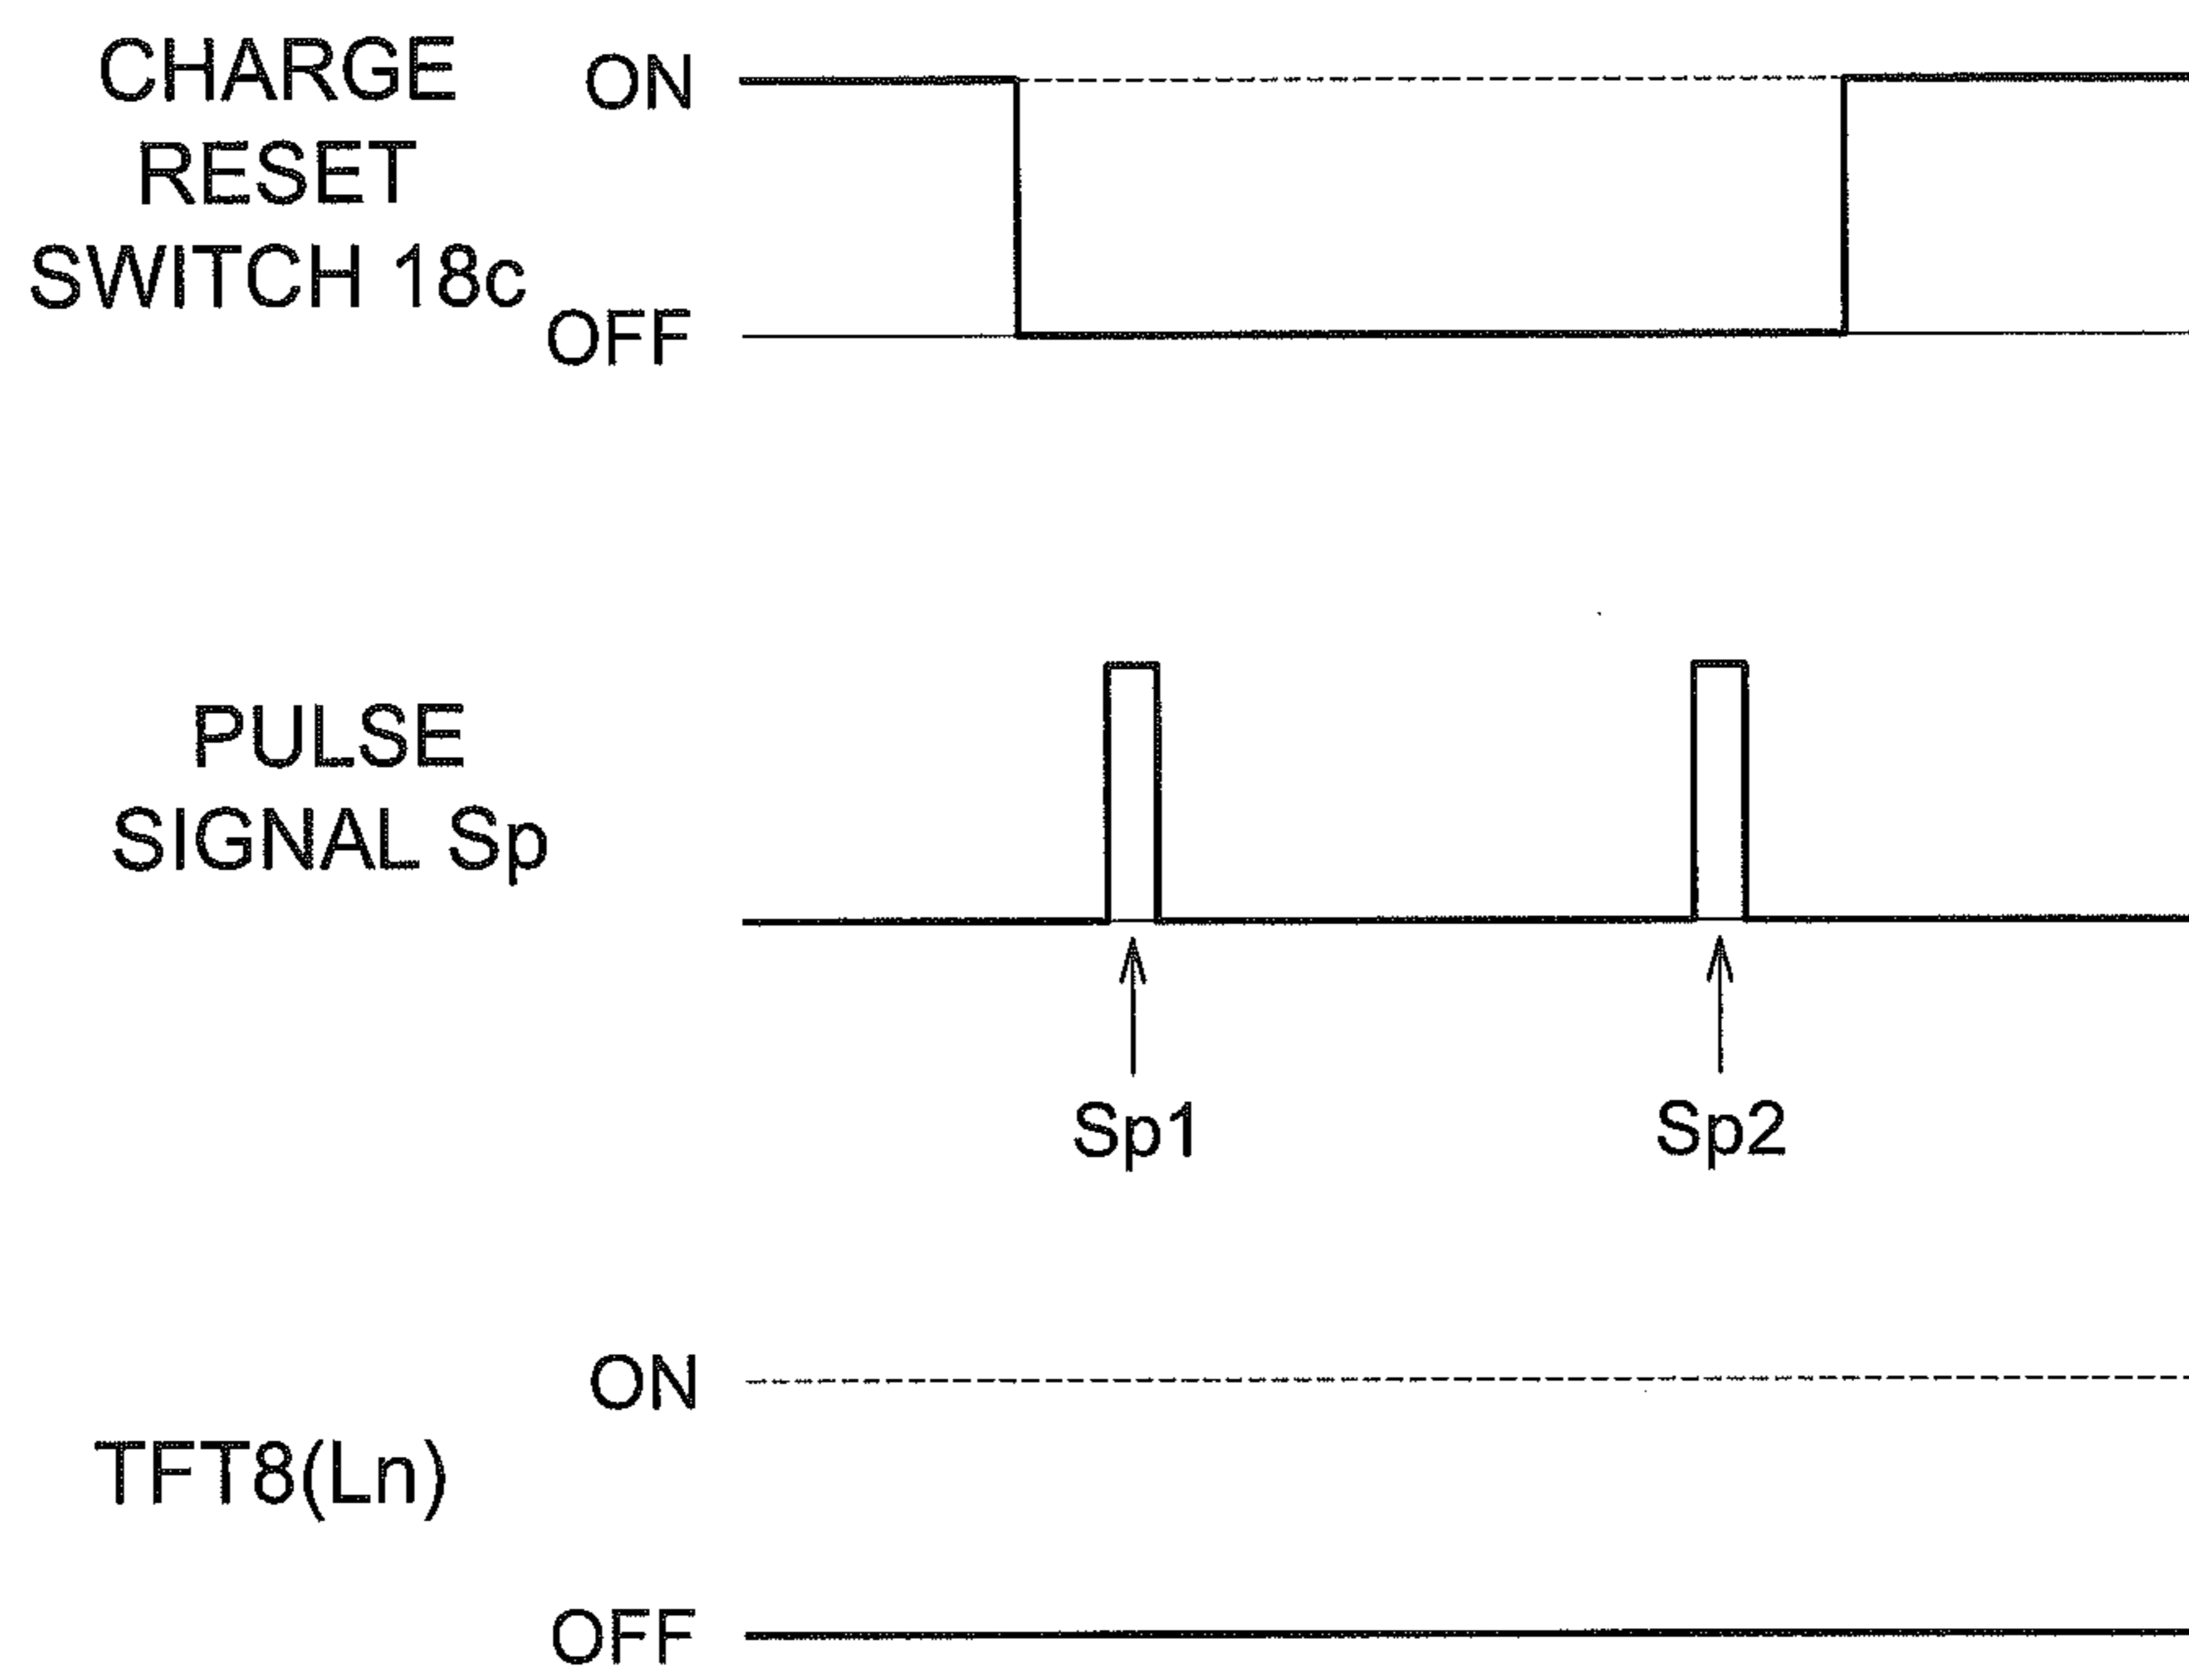 CHARGE
RESET
SWITCH 18c
ON
OFF
PULSE
SIGNAL Sp
Sp1
Sp2
ON
TFT8(Ln)
OFF